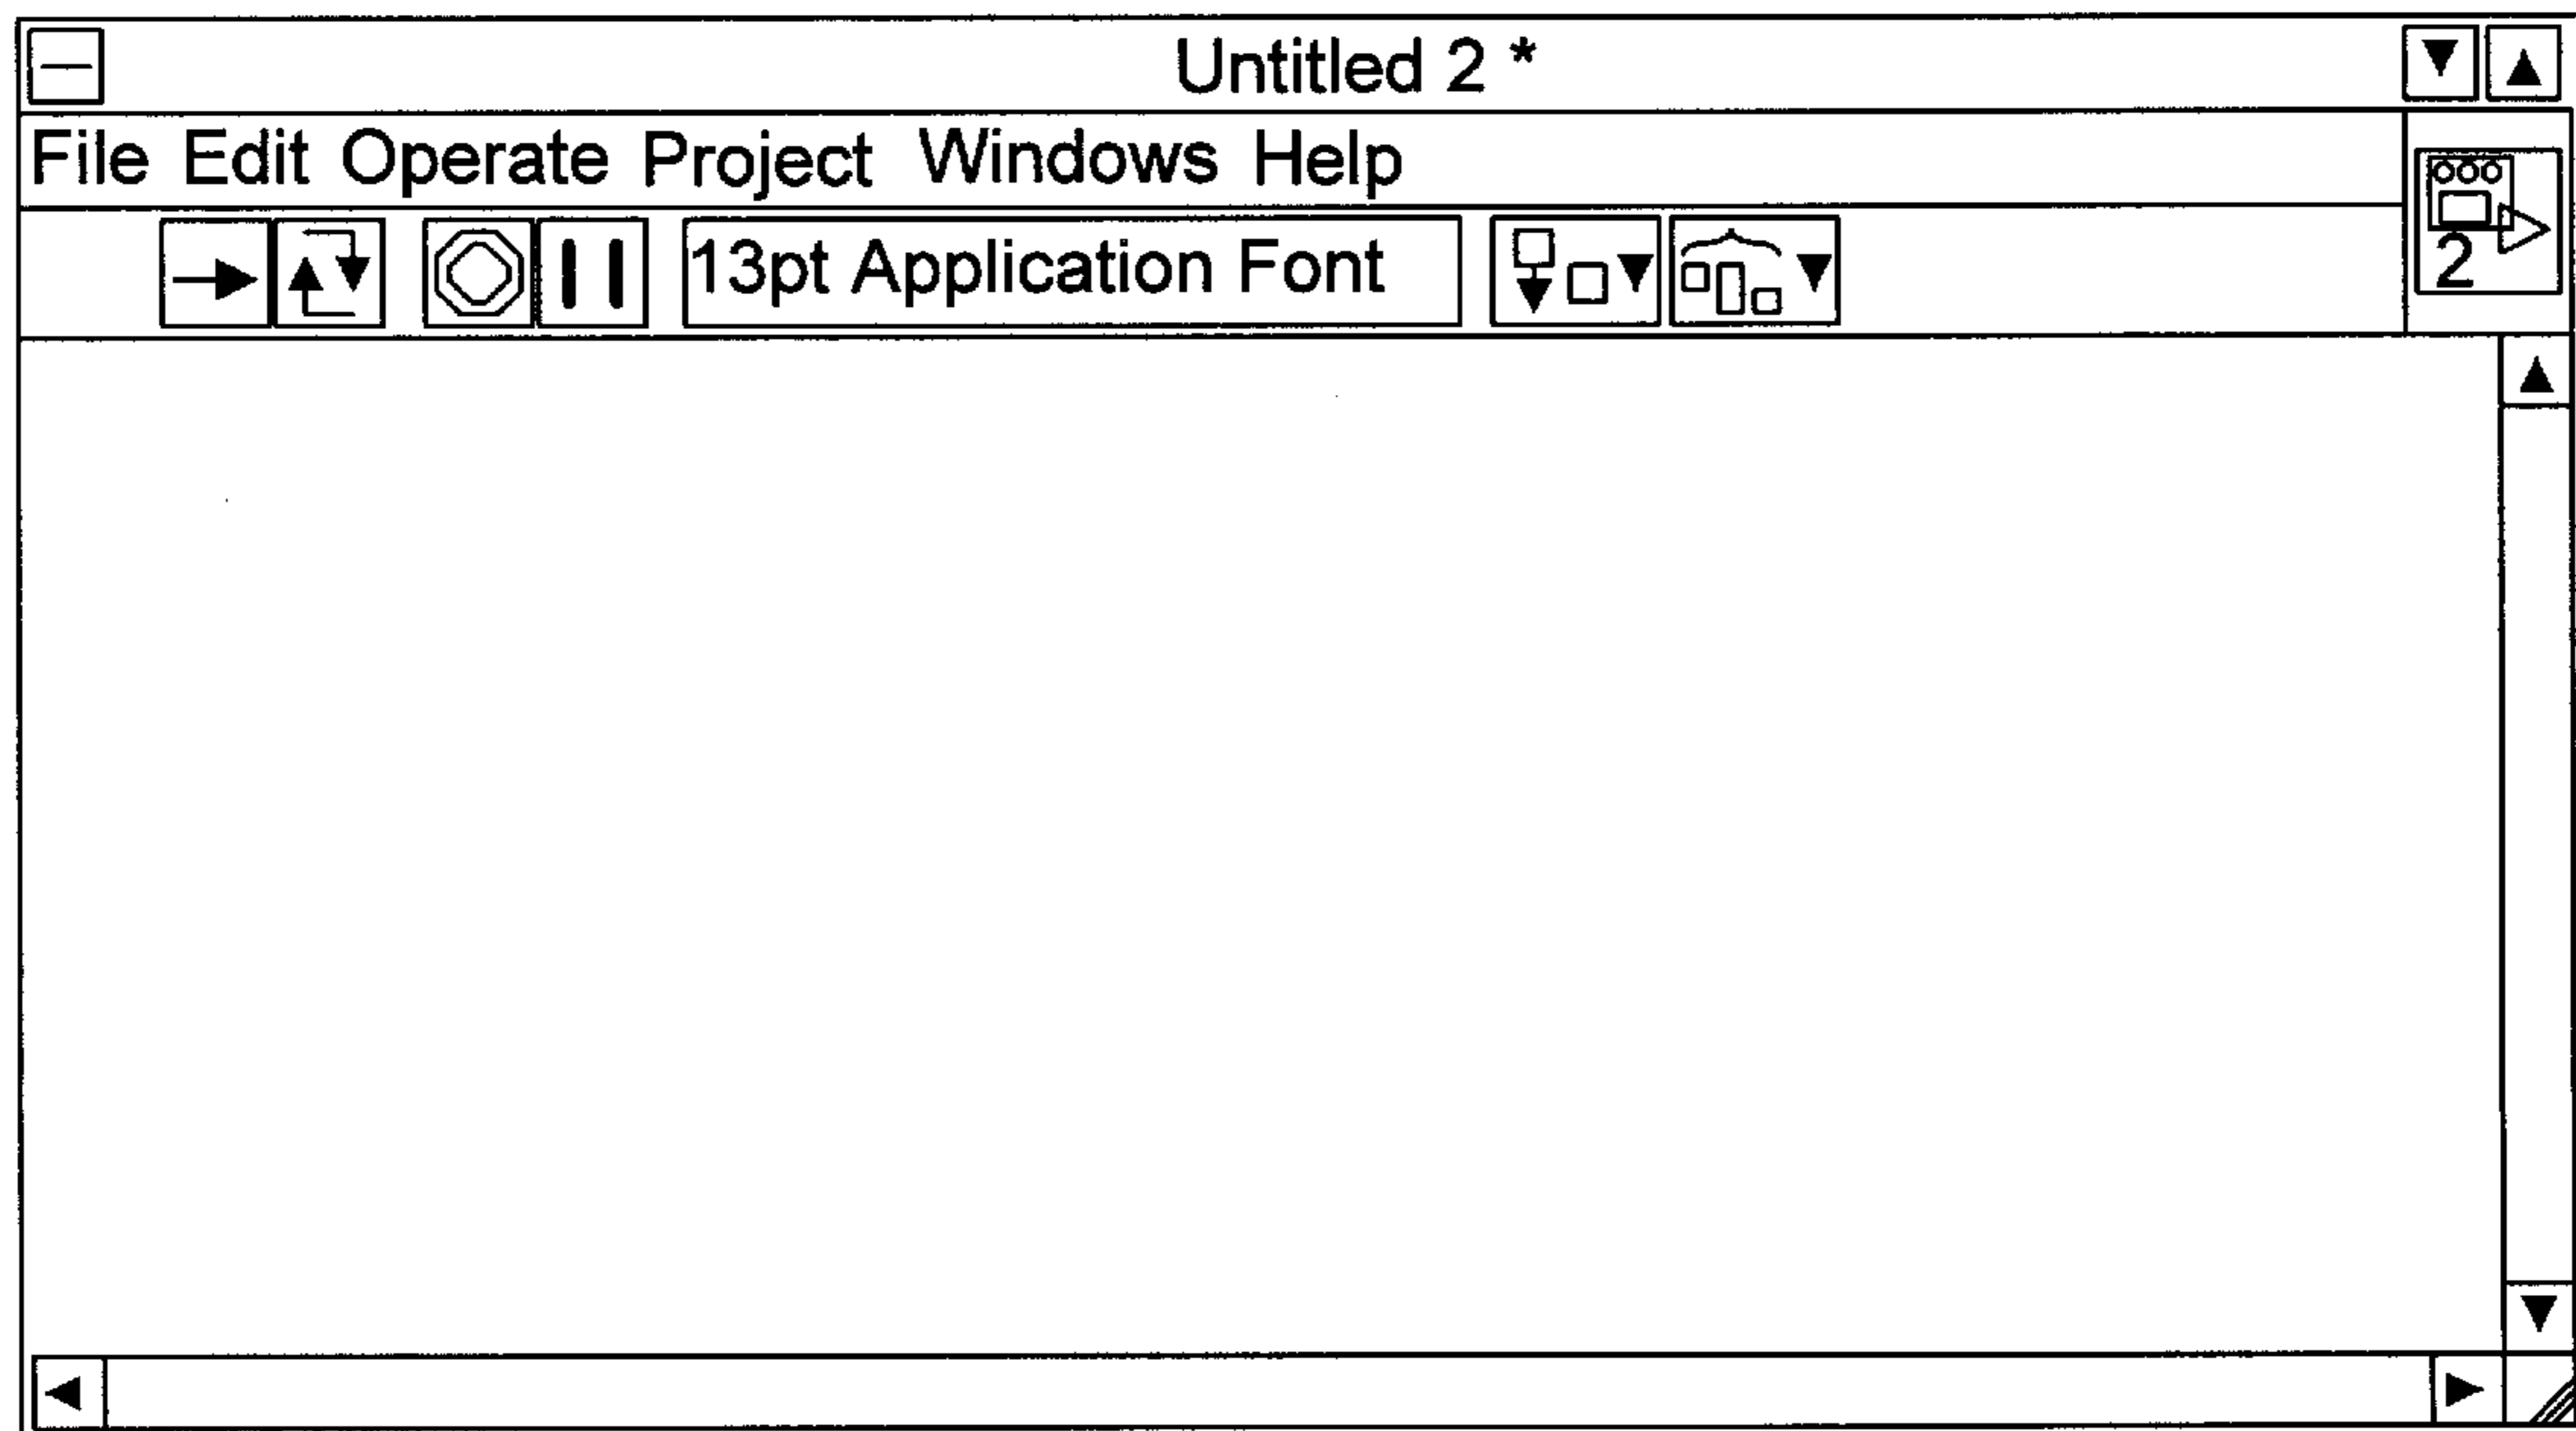 Untitled 2 *
File Edit Operate Project Windows Help
13pt Application Font
2